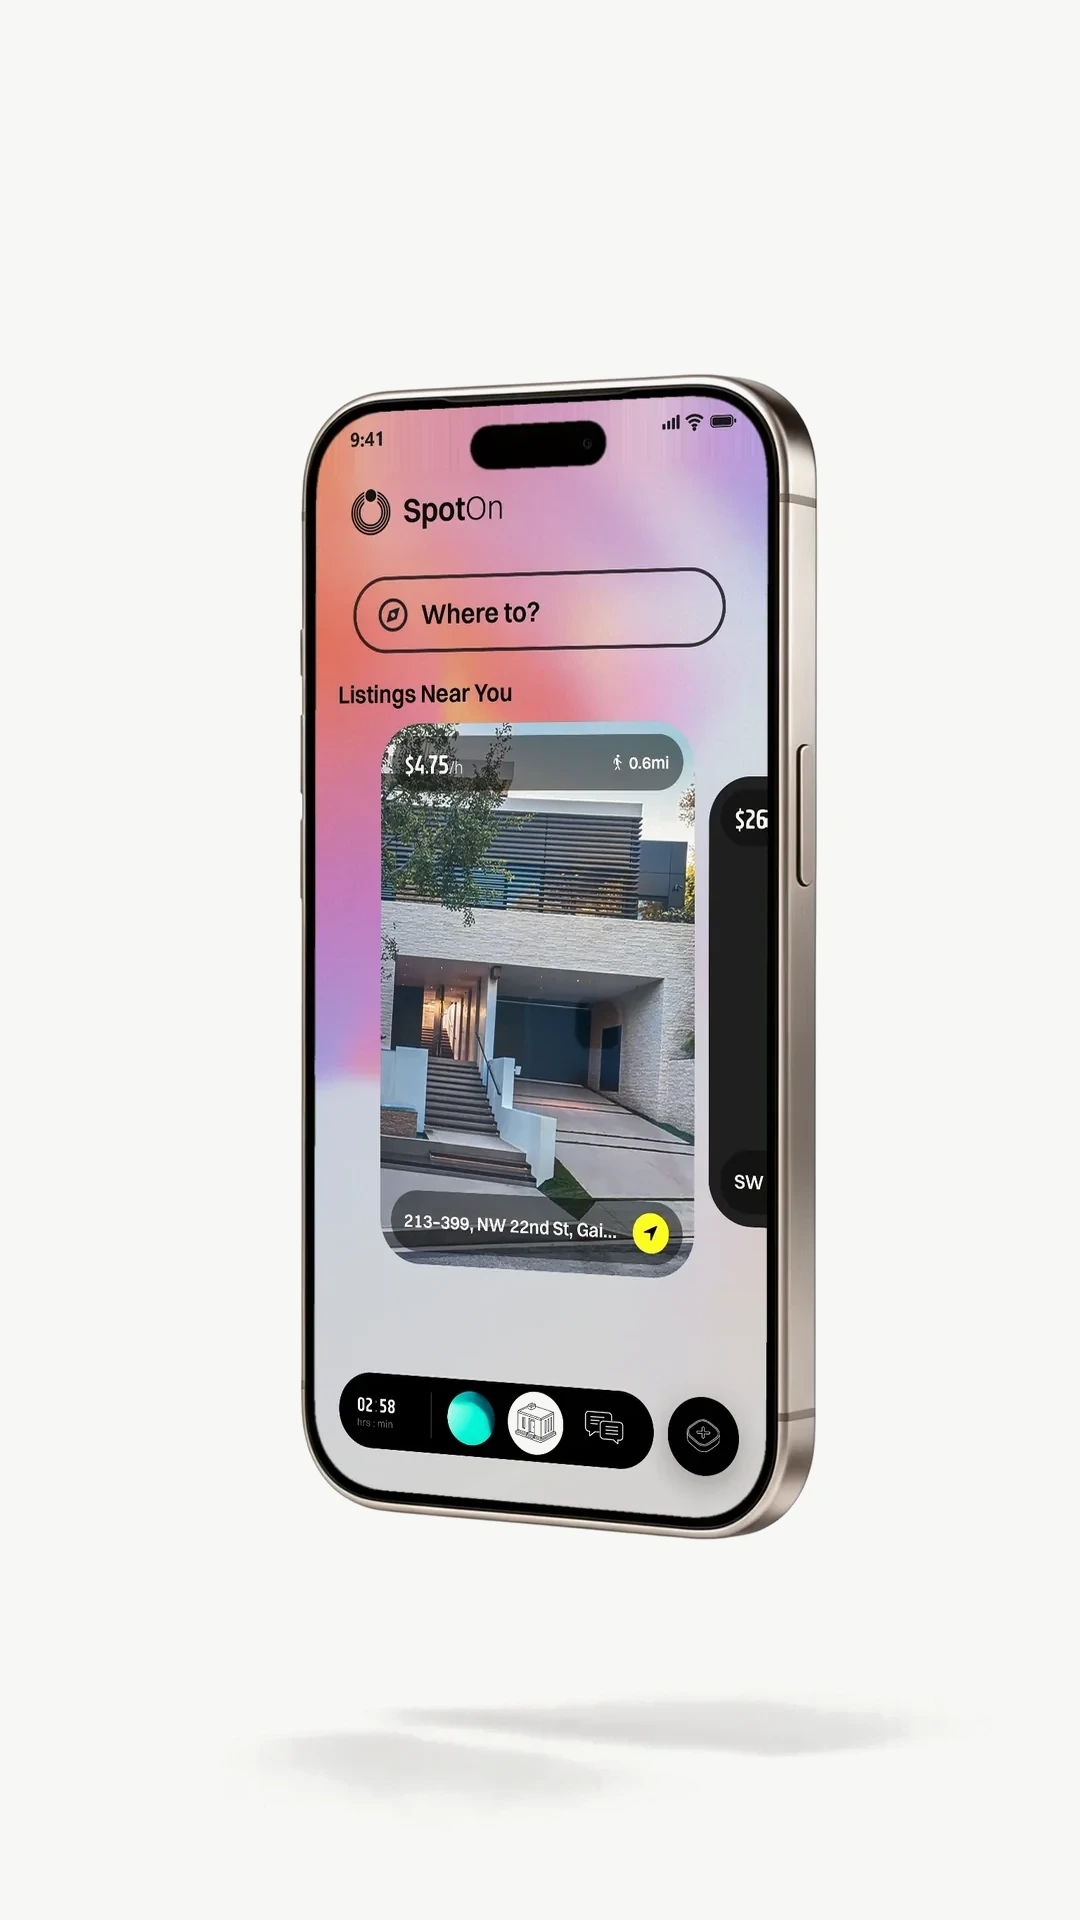 9:41
SpotOn
Where to?
Listings Near You
$4.75/h
0.6mi
$26
213-399, NW 22nd St, Gai...
SW
02:58
hrs : min